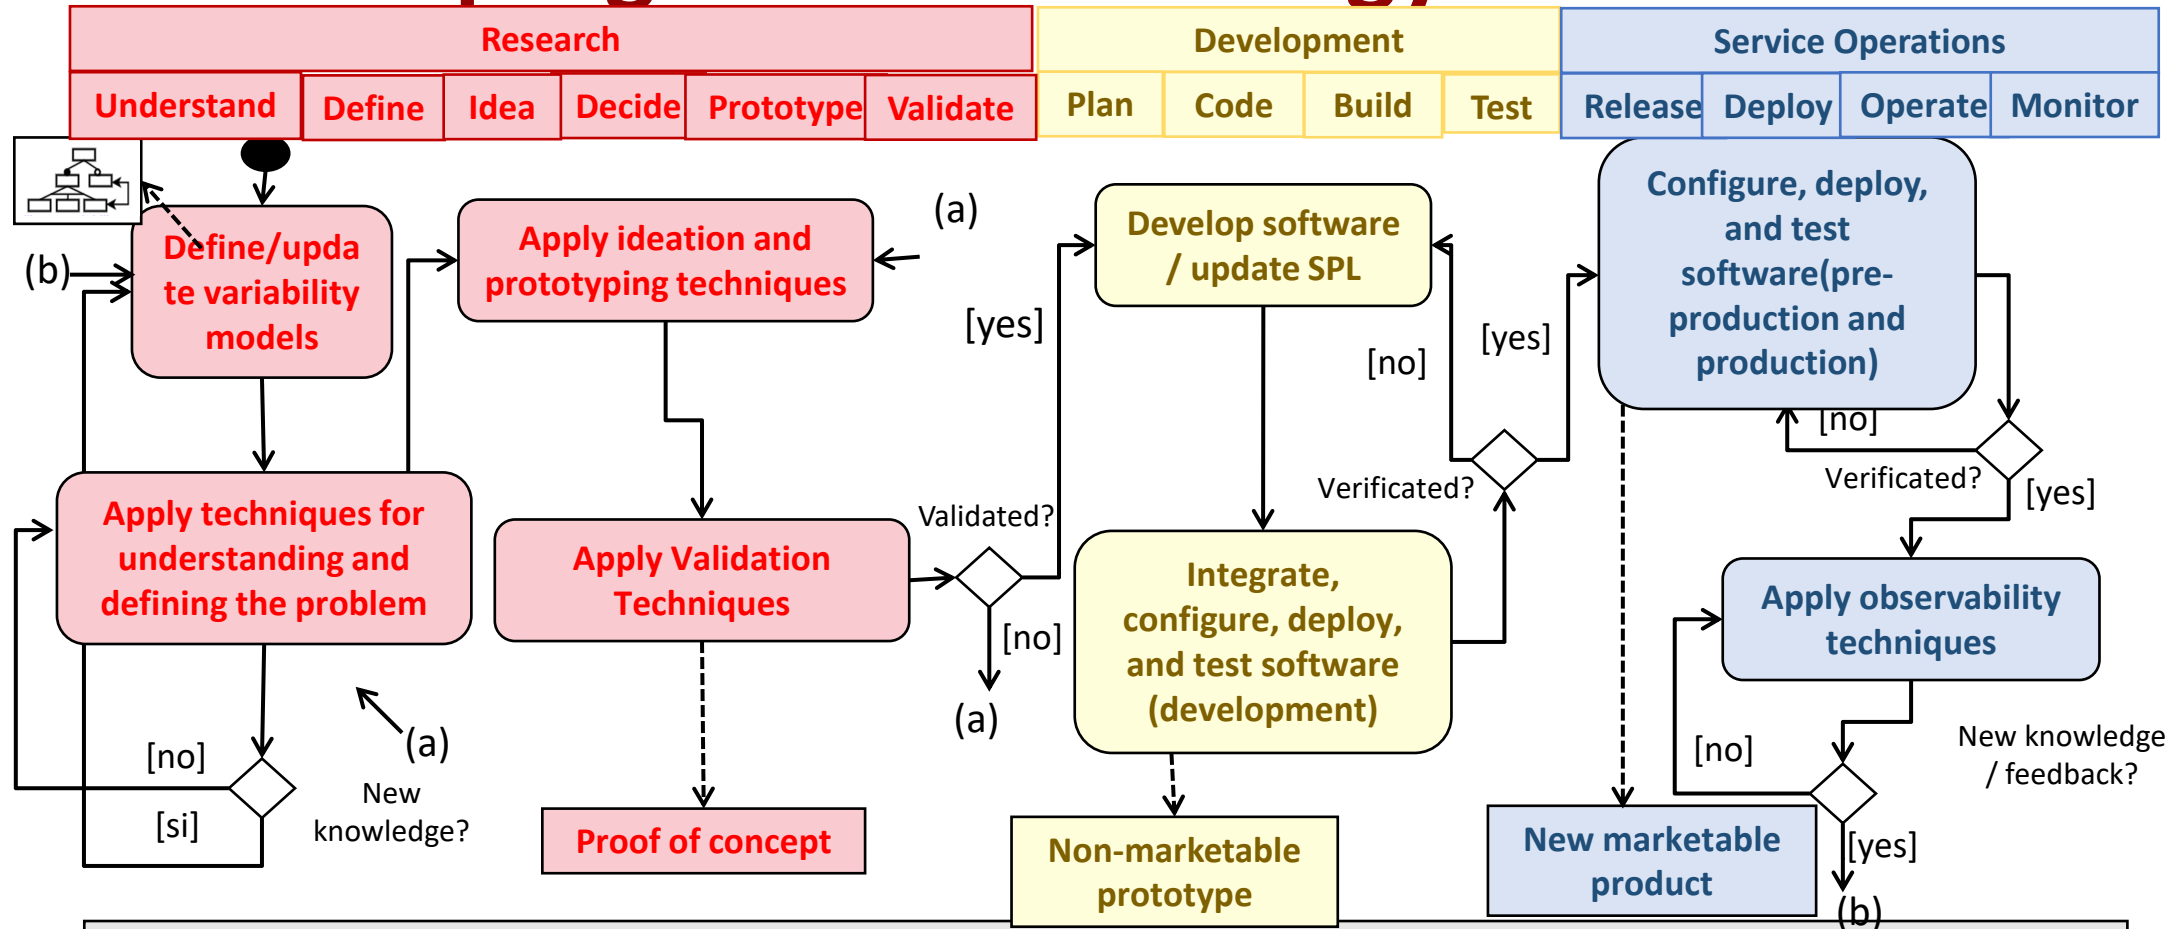 Research
Development
Service Operations
Understand
Define
Idea
Decide
Prototype
Validate
Plan
Code
Build
Test
Release
Deploy
Operate
Monitor
(b)
Define/upda
te variability
models
Apply ideation and
prototyping techniques
(a)
[yes]
Develop software
/ update SPL
[no]
[yes]
Configure, deploy,
and test
software(pre-
production and
production)
[no]
Verificated?
[yes]
Verificated?
Apply techniques for
understanding and
defining the problem
Apply Validation
Techniques
Validated?
[no]
(a)
Integrate,
configure, deploy,
and test software
(development)
Apply observability
techniques
(a)
[no]
[si]
New
knowledge?
[no]
New knowledge
/ feedback?
[yes]
(b)
Proof of concept
Non-marketable
prototype
New marketable
product